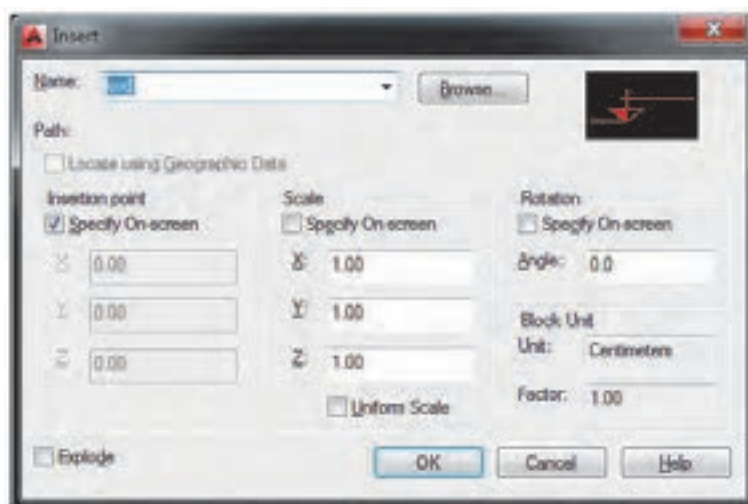 Insert
Name:
Browse...
Path:
Locate using Geographic Data
Insertion point
Specify On-screen
X: 0.00
Y: 0.00
Z: 0.00
Scale
Specify On-screen
X: 1.00
Y: 1.00
Z: 1.00
Uniform Scale
Rotation
Specify On-screen
Angle: 0.0
Block Unit
Unit: Centimeters
Factor: 1.00
Explode
OK
Cancel
Help